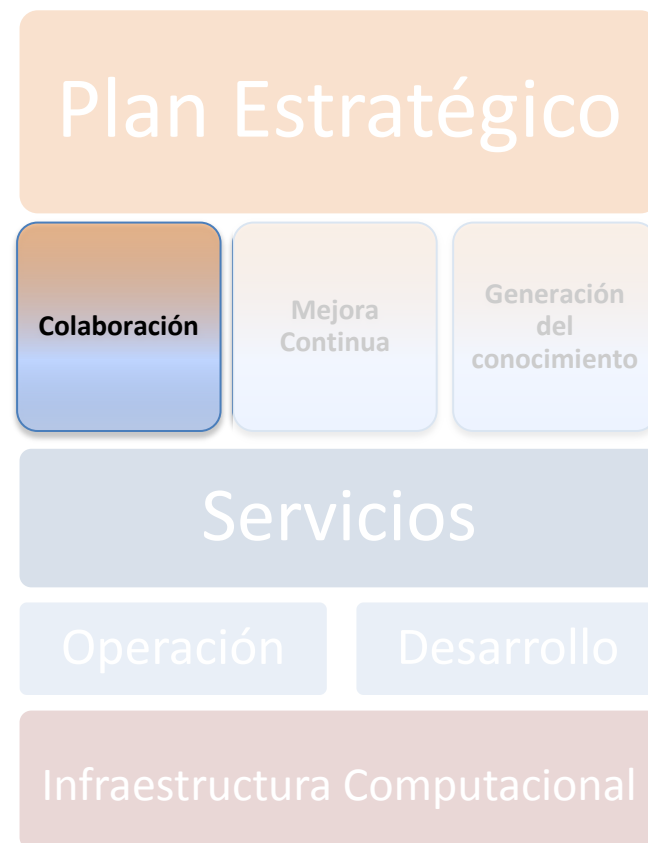 Plan Estratégico
Colaboración
Mejora
Continua
Generación
del
conocimiento
Servicios
Operación
Desarrollo
Infraestructura Computacional